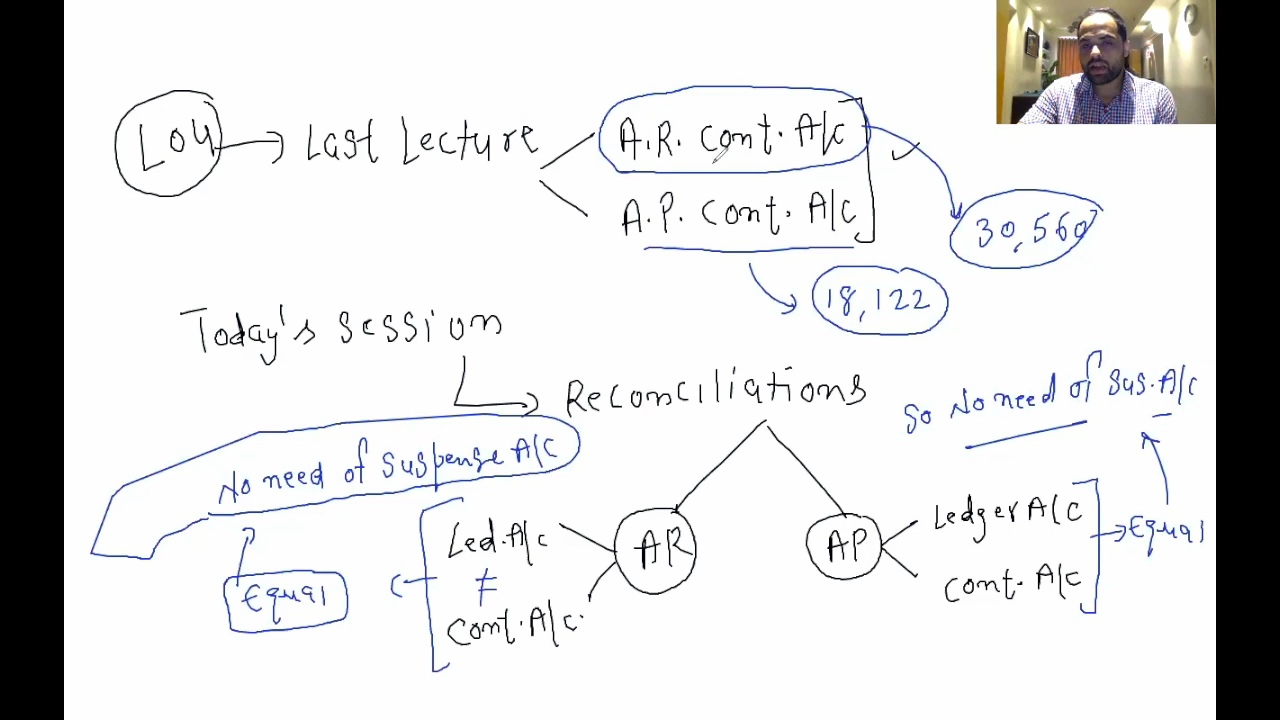 L04 → Last Lecture
A.R. Cont. A/c
A.P. Cont. A/c
30,560
18,122
Today's Session
Reconciliations
So No need of Sus. A/c
No need of Suspense A/c
Led. A/c
≠
Cont. A/c.
AR
AP
Ledger A/c
Cont. A/c
Equal
Equal